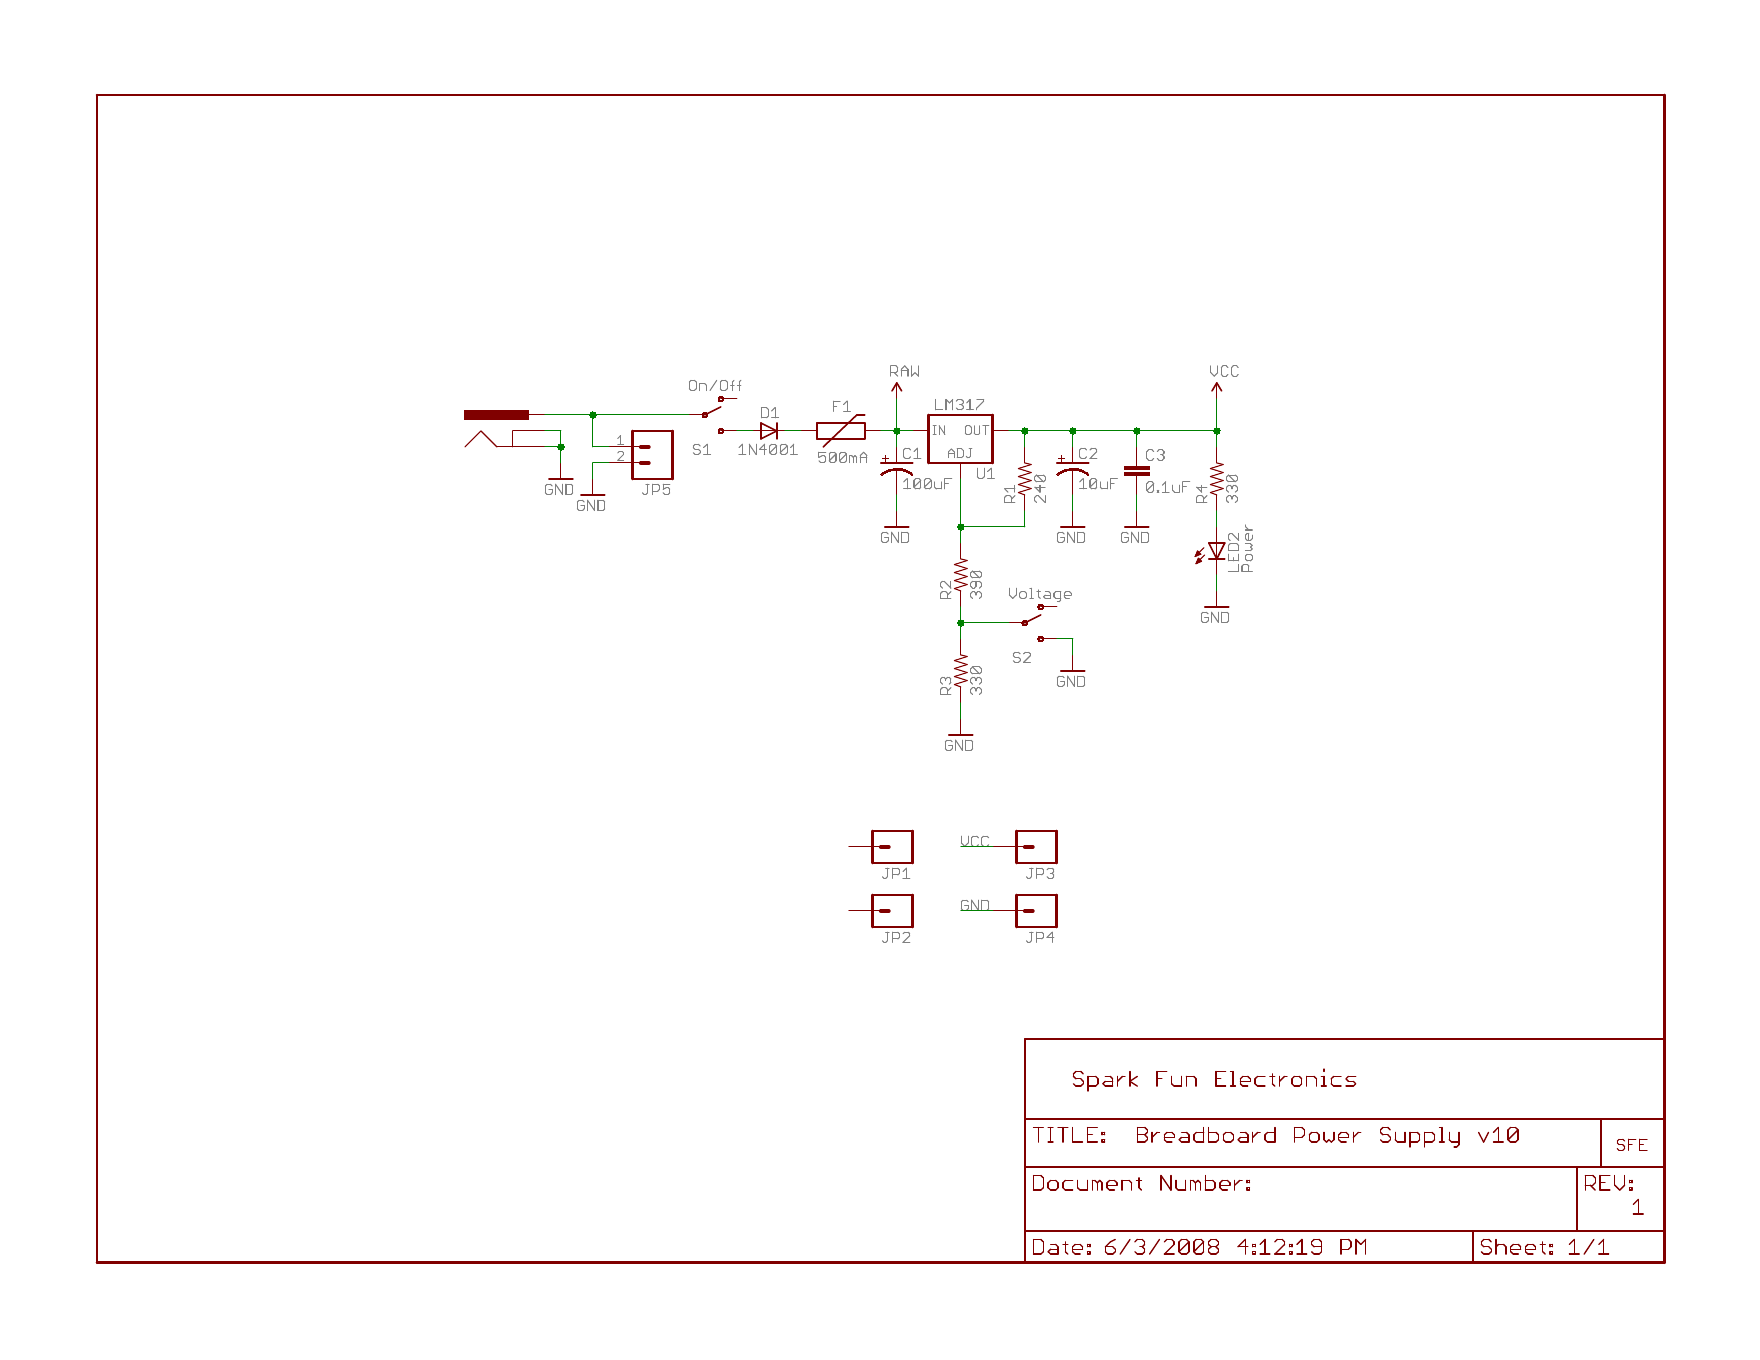 RAW
VCC
On/Off
D1
F1
LM317
IN
OUT
ADJ
U1
S1
1N4001
500mA
1
2
JP5
GND
GND
C1
100uF
GND
R1
240
C2
10uF
GND
C3
0.1uF
GND
R4
330
LED2
Power
GND
R2
390
Voltage
S2
GND
R3
330
GND
JP1
VCC
JP3
JP2
GND
JP4
Spark Fun Electronics
TITLE: Breadboard Power Supply v10
SFE
Document Number:
REV:
1
Date: 6/3/2008 4:12:19 PM
Sheet: 1/1